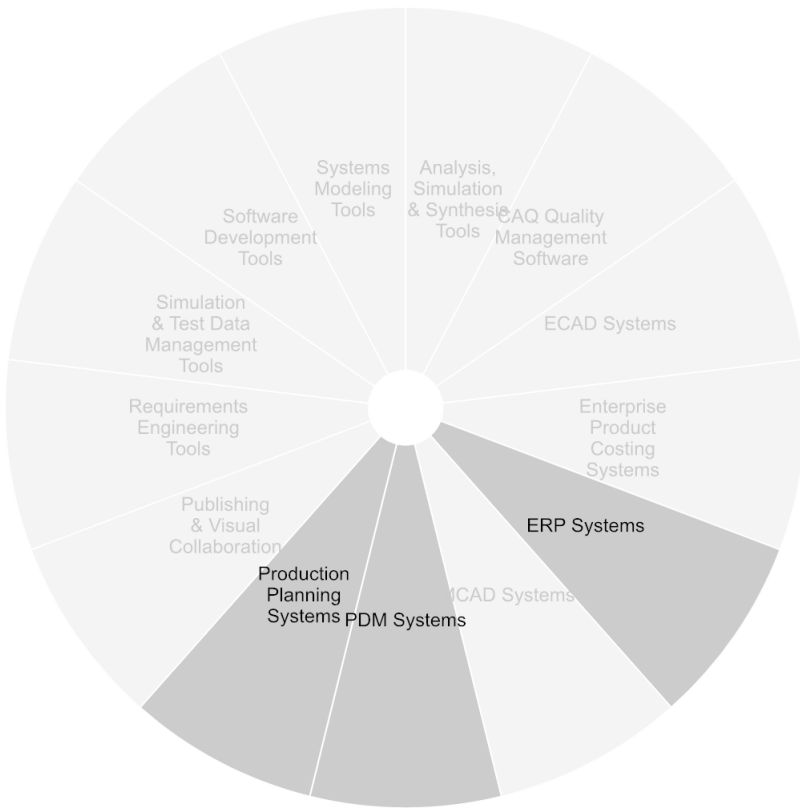 Systems
Modeling
Tools
Analysis,
Simulation
& Synthesis
Tools
CAQ Quality
Management
Software
ECAD Systems
Enterprise
Product
Costing
Systems
ERP Systems
MCAD Systems
PDM Systems
Production
Planning
Systems
Publishing
& Visual
Collaboration
Requirements
Engineering
Tools
Simulation
& Test Data
Management
Tools
Software
Development
Tools